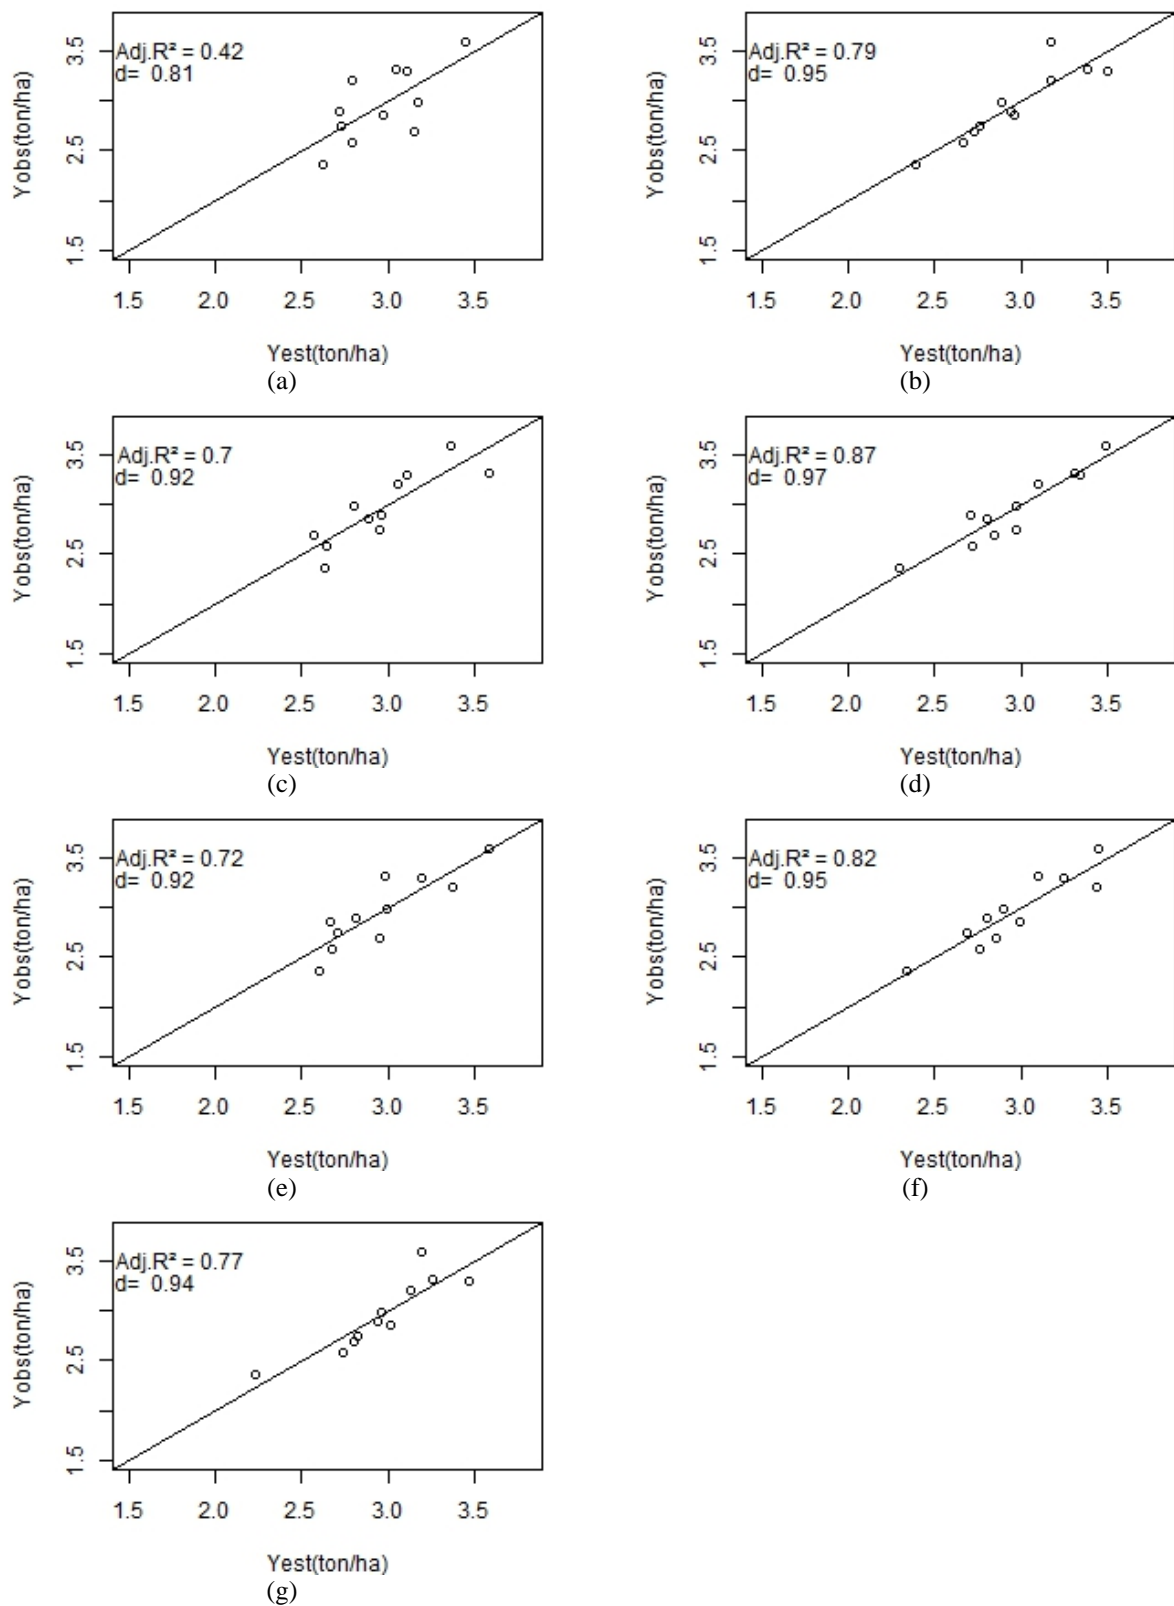 Adj.R² = 0.42
d= 0.81
Yobs(ton/ha)
3.5
2.5
1.5
1.5 2.0 2.5 3.0 3.5
Yest(ton/ha)
(a)
Adj.R² = 0.79
d= 0.95
Yobs(ton/ha)
3.5
2.5
1.5
1.5 2.0 2.5 3.0 3.5
Yest(ton/ha)
(b)
Adj.R² = 0.7
d= 0.92
Yobs(ton/ha)
3.5
2.5
1.5
1.5 2.0 2.5 3.0 3.5
Yest(ton/ha)
(c)
Adj.R² = 0.87
d= 0.97
Yobs(ton/ha)
3.5
2.5
1.5
1.5 2.0 2.5 3.0 3.5
Yest(ton/ha)
(d)
Adj.R² = 0.72
d= 0.92
Yobs(ton/ha)
3.5
2.5
1.5
1.5 2.0 2.5 3.0 3.5
Yest(ton/ha)
(e)
Adj.R² = 0.82
d= 0.95
Yobs(ton/ha)
3.5
2.5
1.5
1.5 2.0 2.5 3.0 3.5
Yest(ton/ha)
(f)
Adj.R² = 0.77
d= 0.94
Yobs(ton/ha)
3.5
2.5
1.5
1.5 2.0 2.5 3.0 3.5
Yest(ton/ha)
(g)